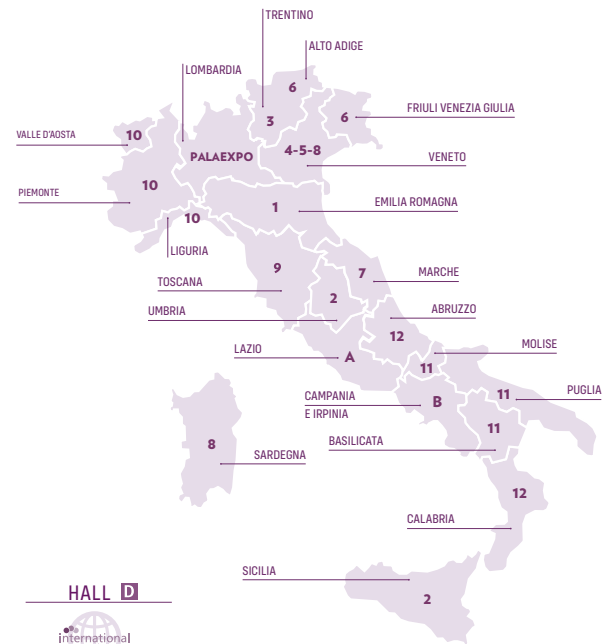 TRENTINO
ALTO ADIGE
LOMBARDIA
6
FRIULI VENEZIA GIULIA
3
6
VALLE D'AOSTA
10
PALAEXPO
4-5-8
VENETO
PIEMONTE
10
10
1
EMILIA ROMAGNA
LIGURIA
9
7
MARCHE
TOSCANA
2
UMBRIA
ABRUZZO
12
LAZIO
A
MOLISE
11
CAMPANIA
E IRPINIA
B
11
PUGLIA
BASILICATA
11
8
SARDEGNA
12
CALABRIA
SICILIA
2
HALL D
international